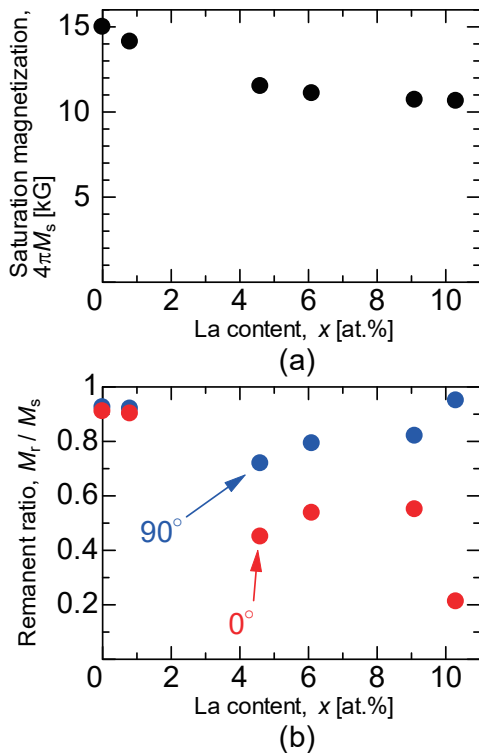 Saturation magnetization,
4πMs [kG]
15
10
5
0 2 4 6 8 10
La content, x [at.%]
(a)
Remanent ratio, Mr / Ms
1
0.8
0.6
0.4
0.2
90°
0°
0 2 4 6 8 10
La content, x [at.%]
(b)